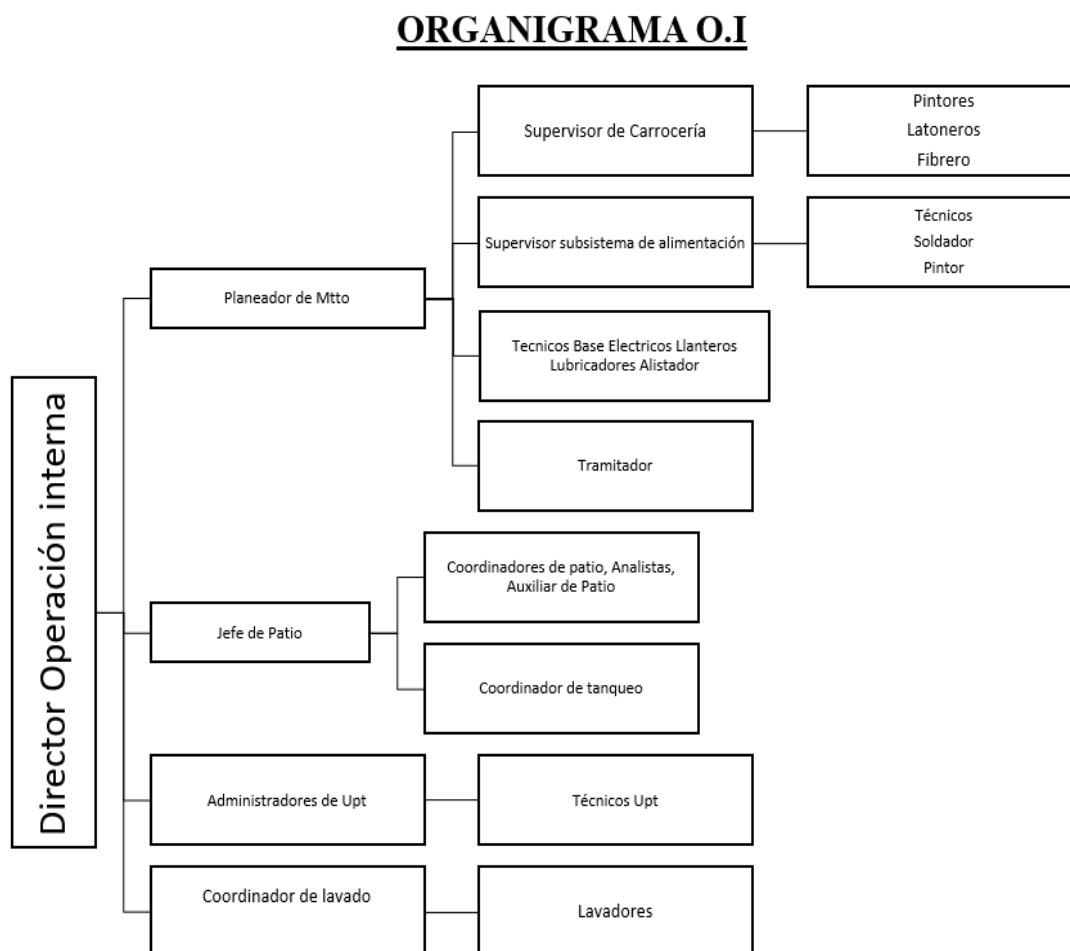 ORGANIGRAMA O.I
Director Operación interna
Planeador de Mtto
Supervisor de Carrocería
Pintores
Latoneros
Fibrero
Supervisor subsistema de alimentación
Técnicos
Soldador
Pintor
Tecnicos Base Electricos Llanteros
Lubricadores Alistador
Tramitador
Jefe de Patio
Coordinadores de patio, Analistas,
Auxiliar de Patio
Coordinador de tanqueo
Administradores de Upt
Técnicos Upt
Coordinador de lavado
Lavadores